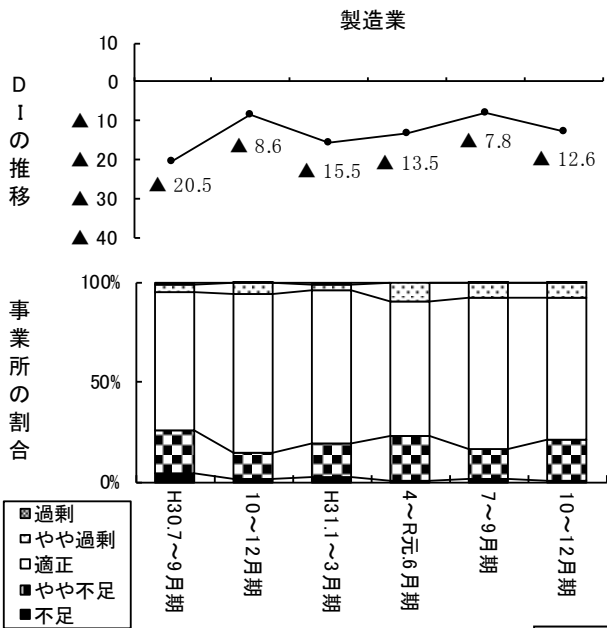 製造業
DIの推移
10
0
▲ 10
▲ 20
▲ 30
▲ 40
▲ 20.5
▲ 8.6
▲ 15.5
▲ 13.5
▲ 7.8
▲ 12.6
事業所の割合
100%
50%
0%
H30.7～9月期
10～12月期
H31.1～3月期
4～R元.6月期
7～9月期
10～12月期
過剰
やや過剰
適正
やや不足
不足